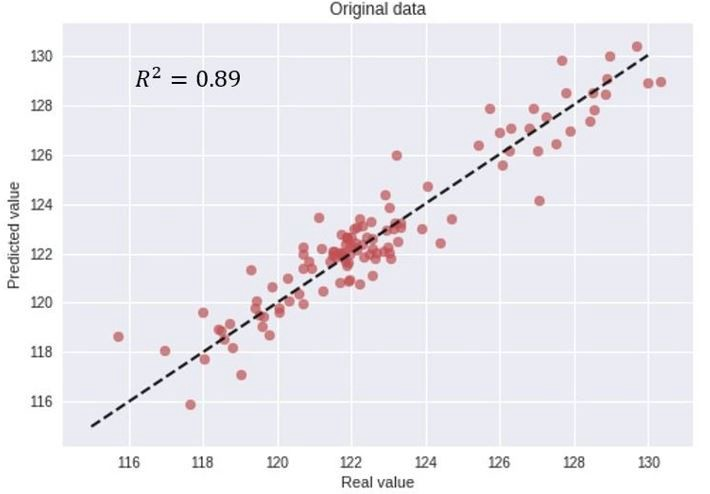 Original data
R² = 0.89
130
128
126
124
122
120
118
116
Predicted value
116 118 120 122 124 126 128 130
Real value